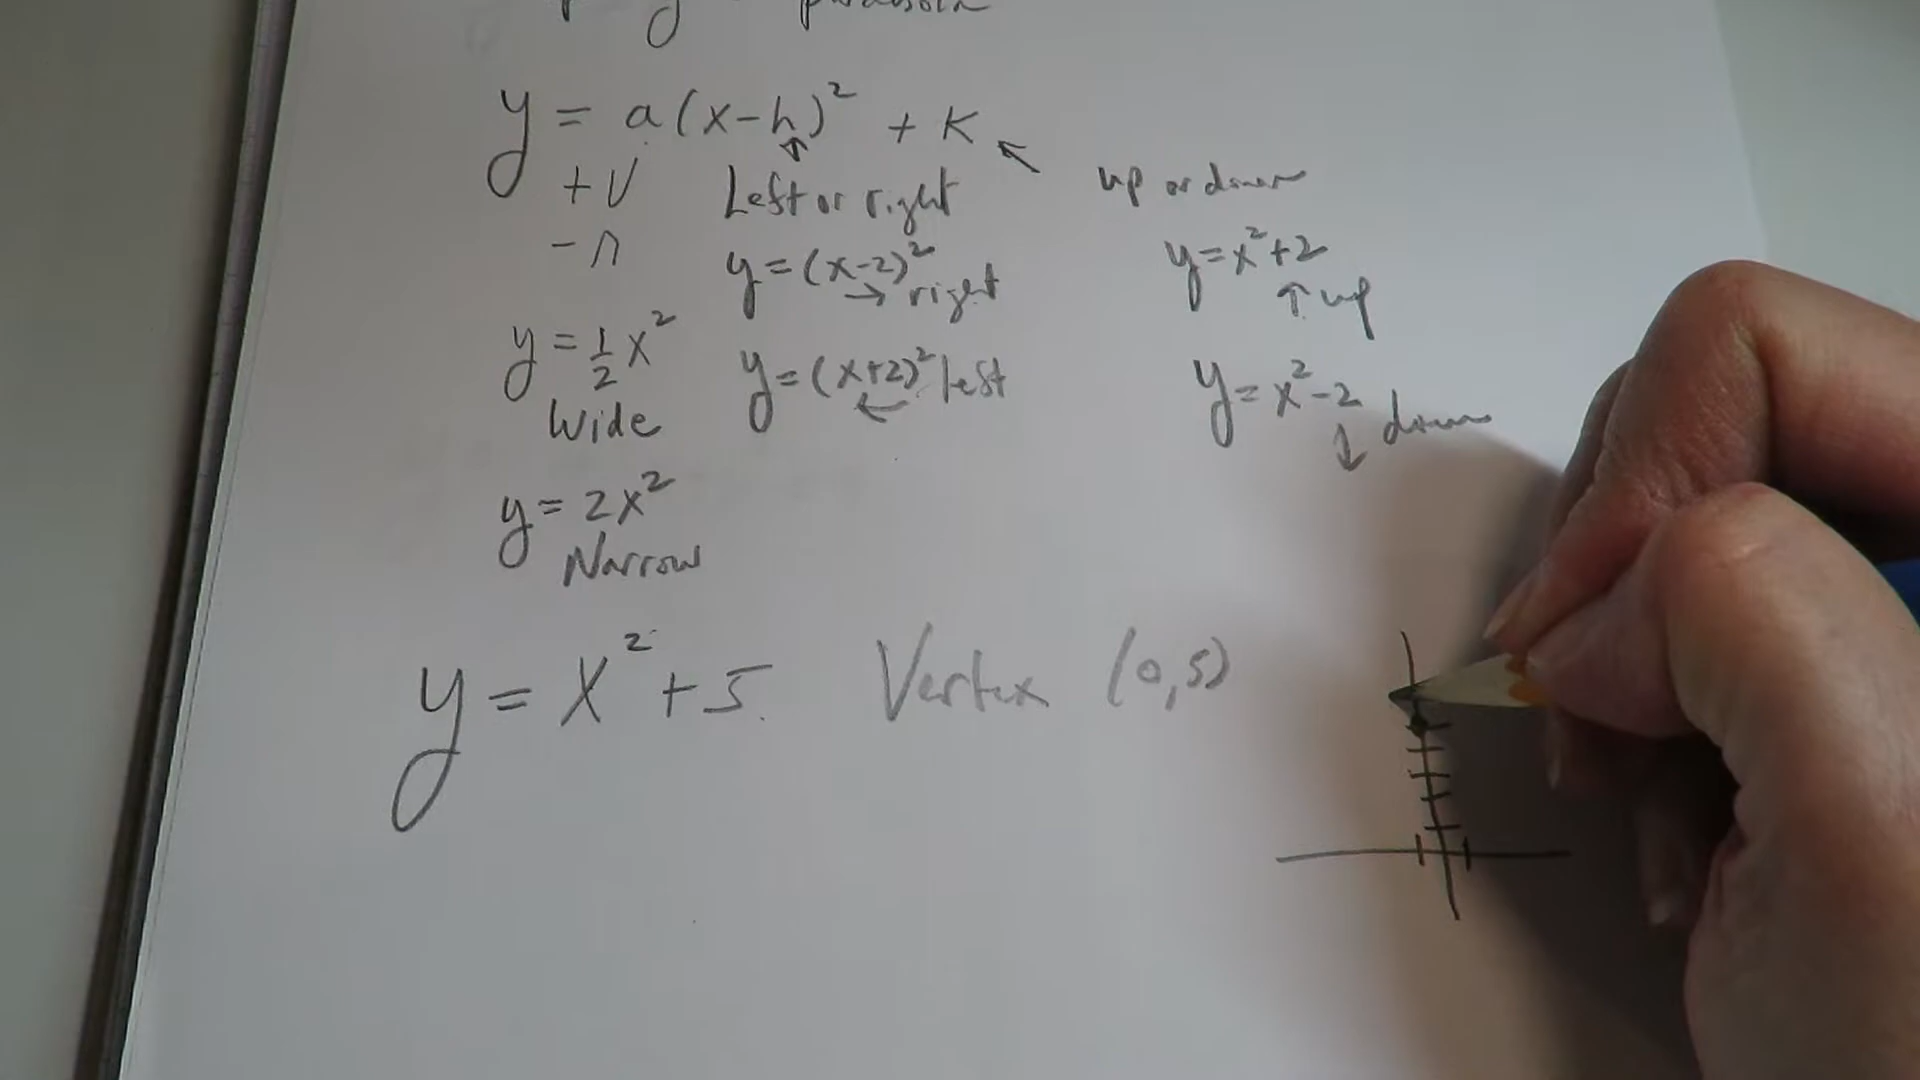 parabola
y = a(x-h)² + K
+ V
- ∩
Left or right
up or down
y=(x-2)²
→ right
y=x²+2
↑ up
y = ½x²
Wide
y=(x+2)² left
←
y=x²-2
↓ down
y = 2x²
Narrow
y = x² + 5. Vertex (0,5)